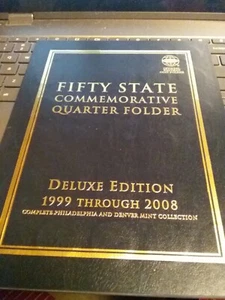 FIFTY STATE
COMMEMORATIVE
QUARTER FOLDER
DELUXE EDITION
1999 THROUGH 2008
COMPLETE PHILADELPHIA AND DENVER MINT COLLECTION